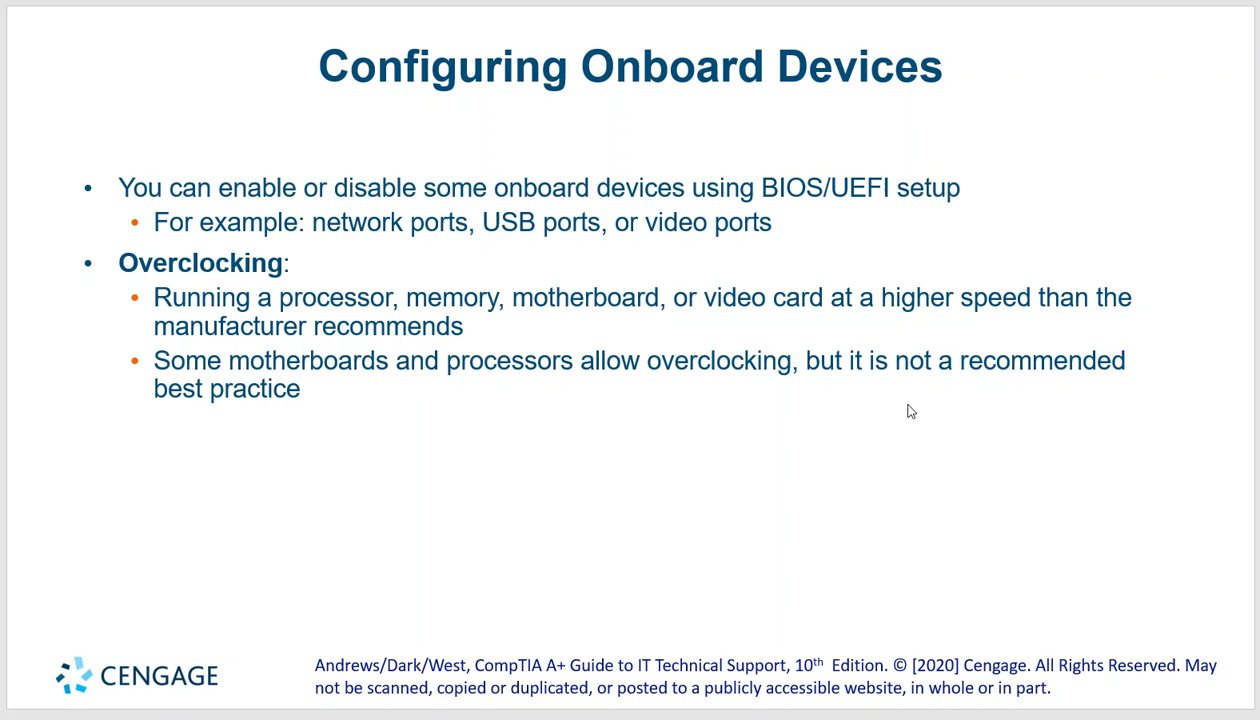 Configuring Onboard Devices
• You can enable or disable some onboard devices using BIOS/UEFI setup
• For example: network ports, USB ports, or video ports
• Overclocking:
• Running a processor, memory, motherboard, or video card at a higher speed than the
manufacturer recommends
• Some motherboards and processors allow overclocking, but it is not a recommended
best practice
CENGAGE
Andrews/Dark/West, CompTIA A+ Guide to IT Technical Support, 10th Edition. © [2020] Cengage. All Rights Reserved. May
not be scanned, copied or duplicated, or posted to a publicly accessible website, in whole or in part.